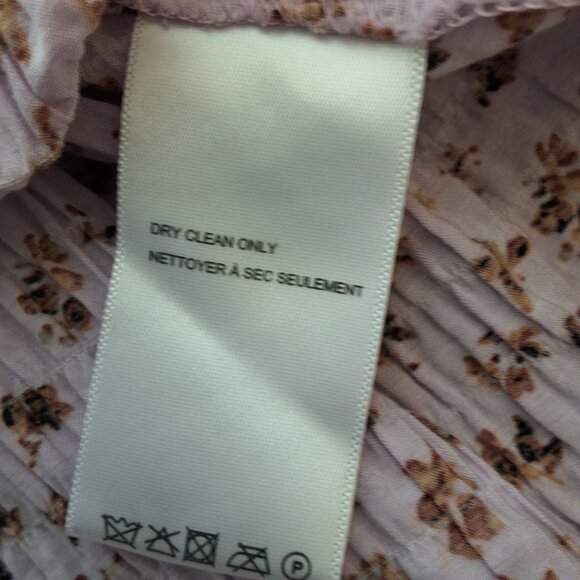 DRY CLEAN ONLY
NETTOYER À SEC SEULEMENT
P